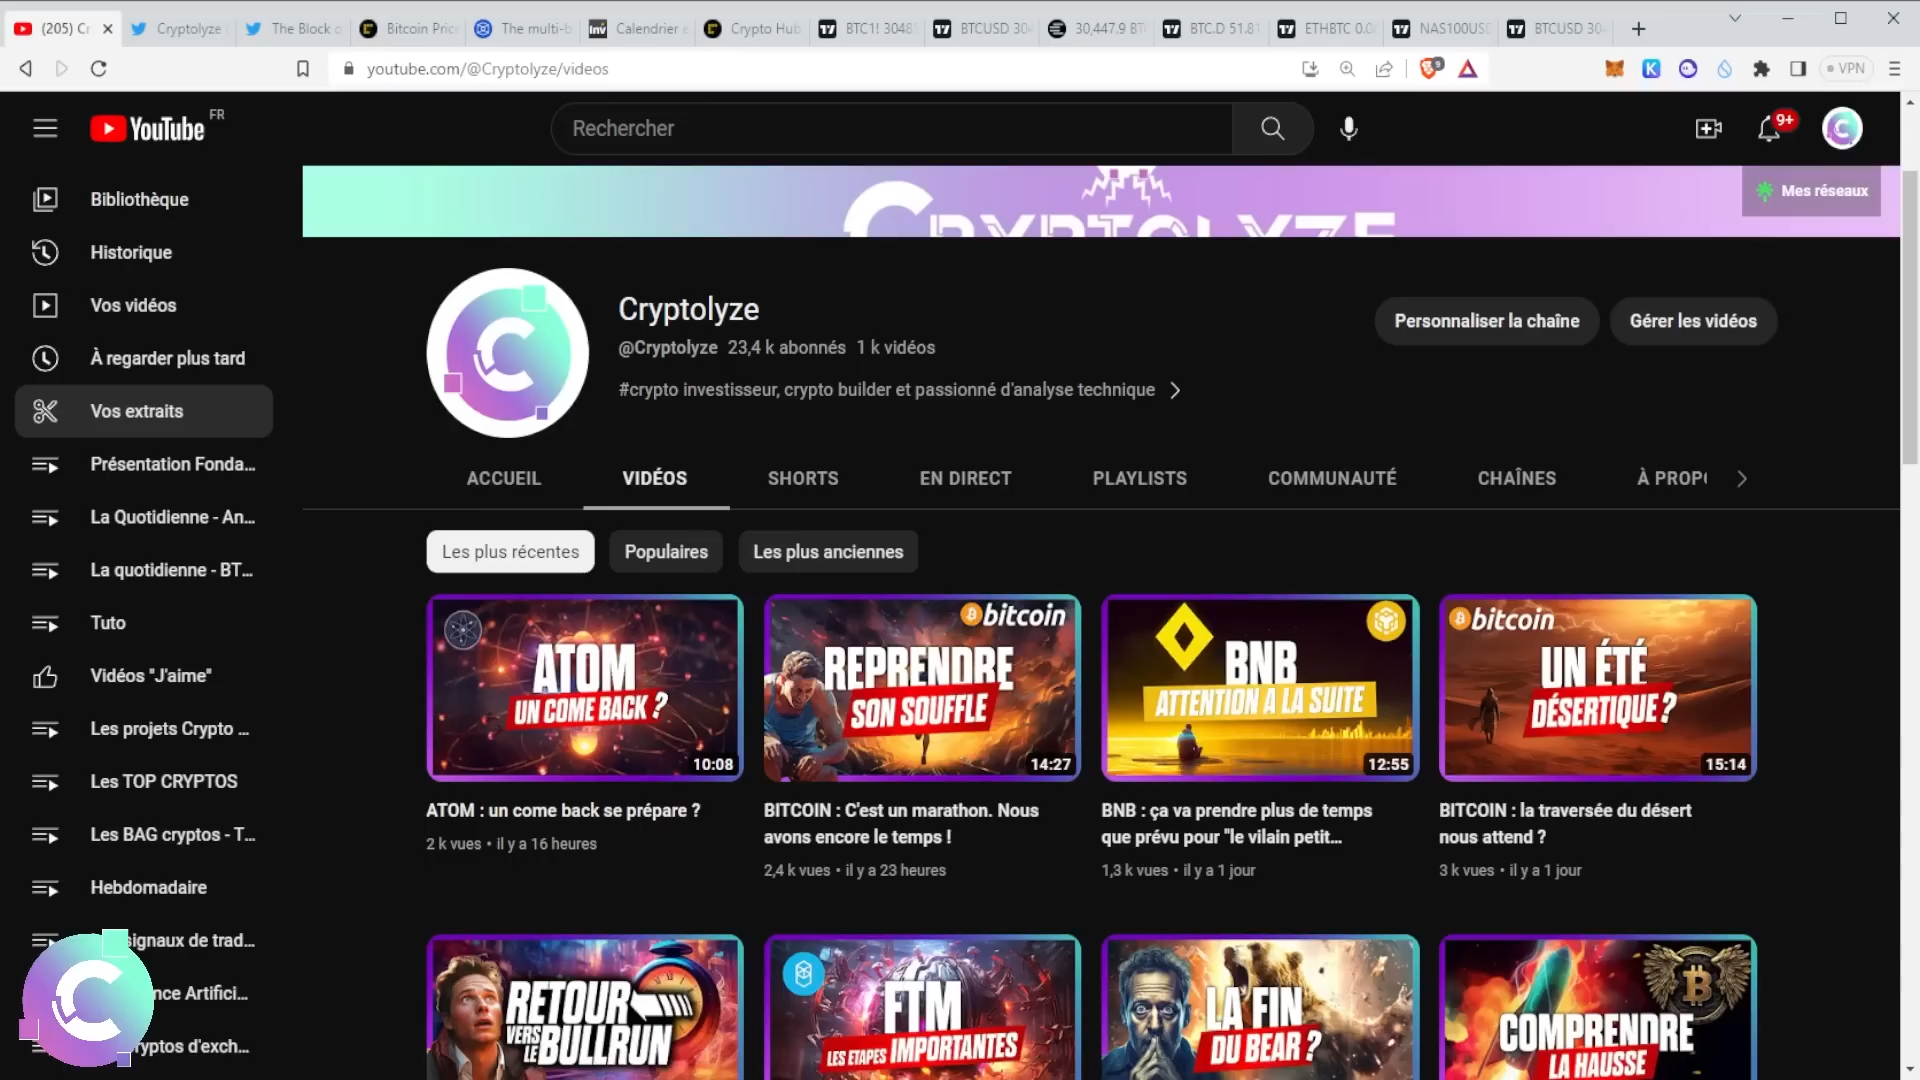 (205) Cr
Cryptolyze
The Block o
Bitcoin Pric
The multi-b
Calendrier é
Crypto Hub
BTC1! 3048
BTCUSD 304
30,447.9 BT
BTC.D 51.81
ETHBTC 0.0
NAS100USD
BTCUSD 304
youtube.com/@Cryptolyze/videos
VPN
YouTube FR
Rechercher
9+
Bibliothèque
Historique
Vos vidéos
À regarder plus tard
Vos extraits
Présentation Fonda...
La Quotidienne - An...
La quotidienne - BT...
Tuto
Vidéos "J'aime"
Les projets Crypto ...
Les TOP CRYPTOS
Les BAG cryptos - T...
Hebdomadaire
signaux de trad...
nce Artifici...
ryptos d'exch...
CRYPTOLYZE
Mes réseaux
Cryptolyze
@Cryptolyze 23,4 k abonnés 1 k vidéos
#crypto investisseur, crypto builder et passionné d'analyse technique
Personnaliser la chaîne
Gérer les vidéos
ACCUEIL
VIDÉOS
SHORTS
EN DIRECT
PLAYLISTS
COMMUNAUTÉ
CHAÎNES
À PROPO
Les plus récentes
Populaires
Les plus anciennes
ATOM
UN COME BACK ?
10:08
ATOM : un come back se prépare ?
2 k vues • il y a 16 heures
bitcoin
REPRENDRE
SON SOUFFLE
14:27
BITCOIN : C'est un marathon. Nous
avons encore le temps !
2,4 k vues • il y a 23 heures
BNB
ATTENTION A LA SUITE
12:55
BNB : ça va prendre plus de temps
que prévu pour "le vilain petit...
1,3 k vues • il y a 1 jour
bitcoin
UN ÉTÉ
DÉSERTIQUE ?
15:14
BITCOIN : la traversée du désert
nous attend ?
3 k vues • il y a 1 jour
RETOUR
VERS
LE BULLRUN
FTM
LES ETAPES IMPORTANTES
LA FIN
DU BEAR ?
COMPRENDRE
LA HAUSSE